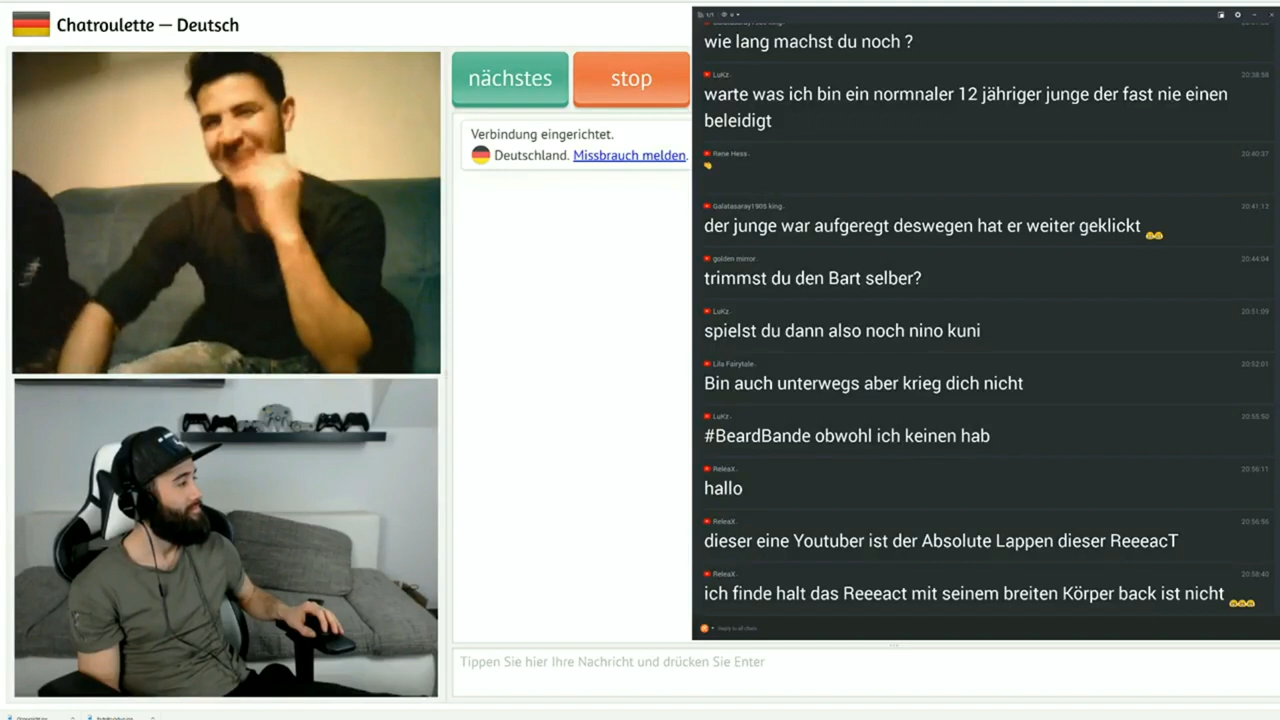 Chatroulette — Deutsch
nächstes
stop
Verbindung eingerichtet.
Deutschland. Missbrauch melden.
1/1
wie lang machst du noch ?
LuKz
20:38:58
warte was ich bin ein normnaler 12 jähriger junge der fast nie einen
beleidigt
Rene Hess
20:40:37
Galatasaray1905 king
20:41:12
der junge war aufgeregt deswegen hat er weiter geklickt
golden mirror
20:44:04
trimmst du den Bart selber?
LuKz
20:51:09
spielst du dann also noch nino kuni
Lila Fairytale
20:52:01
Bin auch unterwegs aber krieg dich nicht
LuKz
20:55:50
#BeardBande obwohl ich keinen hab
ReleaX
20:56:11
hallo
ReleaX
20:56:56
dieser eine Youtuber ist der Absolute Lappen dieser ReeeacT
ReleaX
20:58:40
ich finde halt das Reeeact mit seinem breiten Körper back ist nicht
Tippen Sie hier Ihre Nachricht und drücken Sie Enter